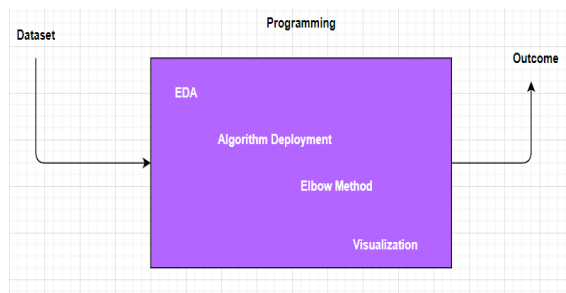 Programming
Dataset
Outcome
EDA
Algorithm Deployment
Elbow Method
Visualization